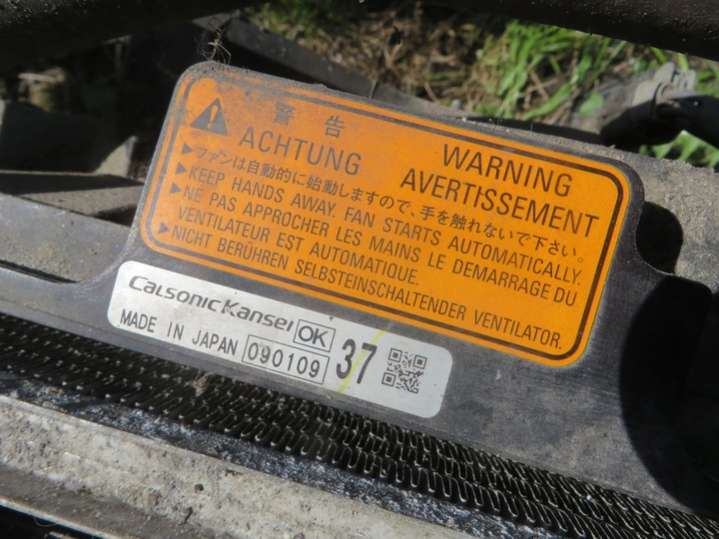 警告 WARNING
ACHTUNG AVERTISSEMENT
ファンは自動的に始動しますので、手を触れないで下さい。
KEEP HANDS AWAY. FAN STARTS AUTOMATICALLY.
NE PAS APPROCHER LES MAINS LE DEMARRAGE DU
VENTILATEUR EST AUTOMATIQUE.
NICHT BERÜHREN SELBSTEINSCHALTENDER VENTILATOR.
CalsonicKansei OK
MADE IN JAPAN 090109 37